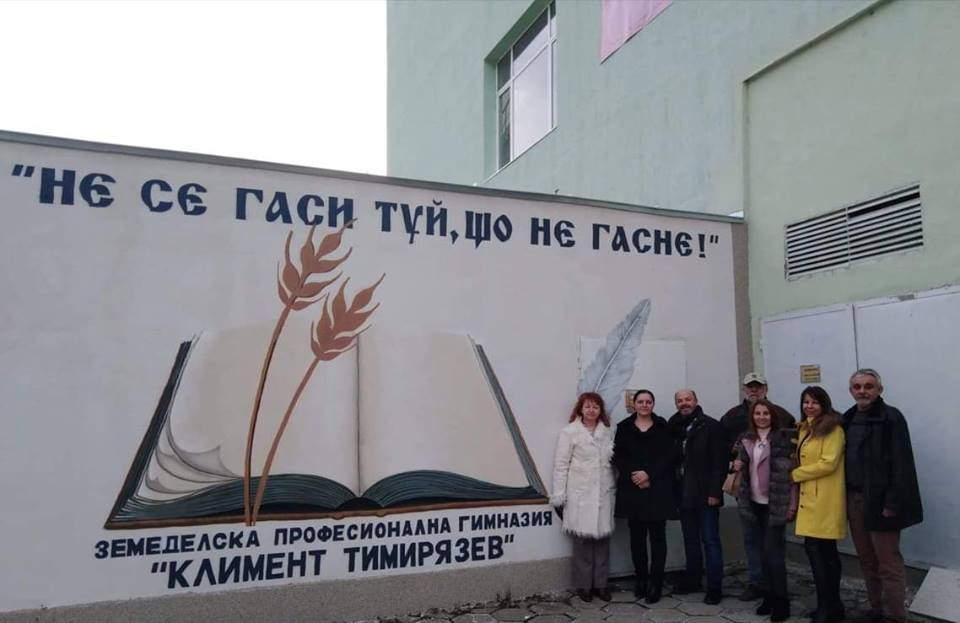 "НЕ СЕ ГАСИ ТУЙ, ЩО НЕ ГАСНЕ!"
ЗЕМЕДЕЛСКА ПРОФЕСИОНАЛНА ГИМНАЗИЯ
"КЛИМЕНТ ТИМИРЯЗЕВ"